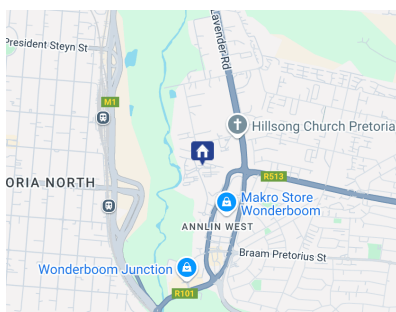 Lavender Rd
President Steyn St
M1
Hillsong Church Pretoria
R513
ORIA NORTH
Makro Store
Wonderboom
ANNLIN WEST
Braam Pretorius St
Wonderboom Junction
R101